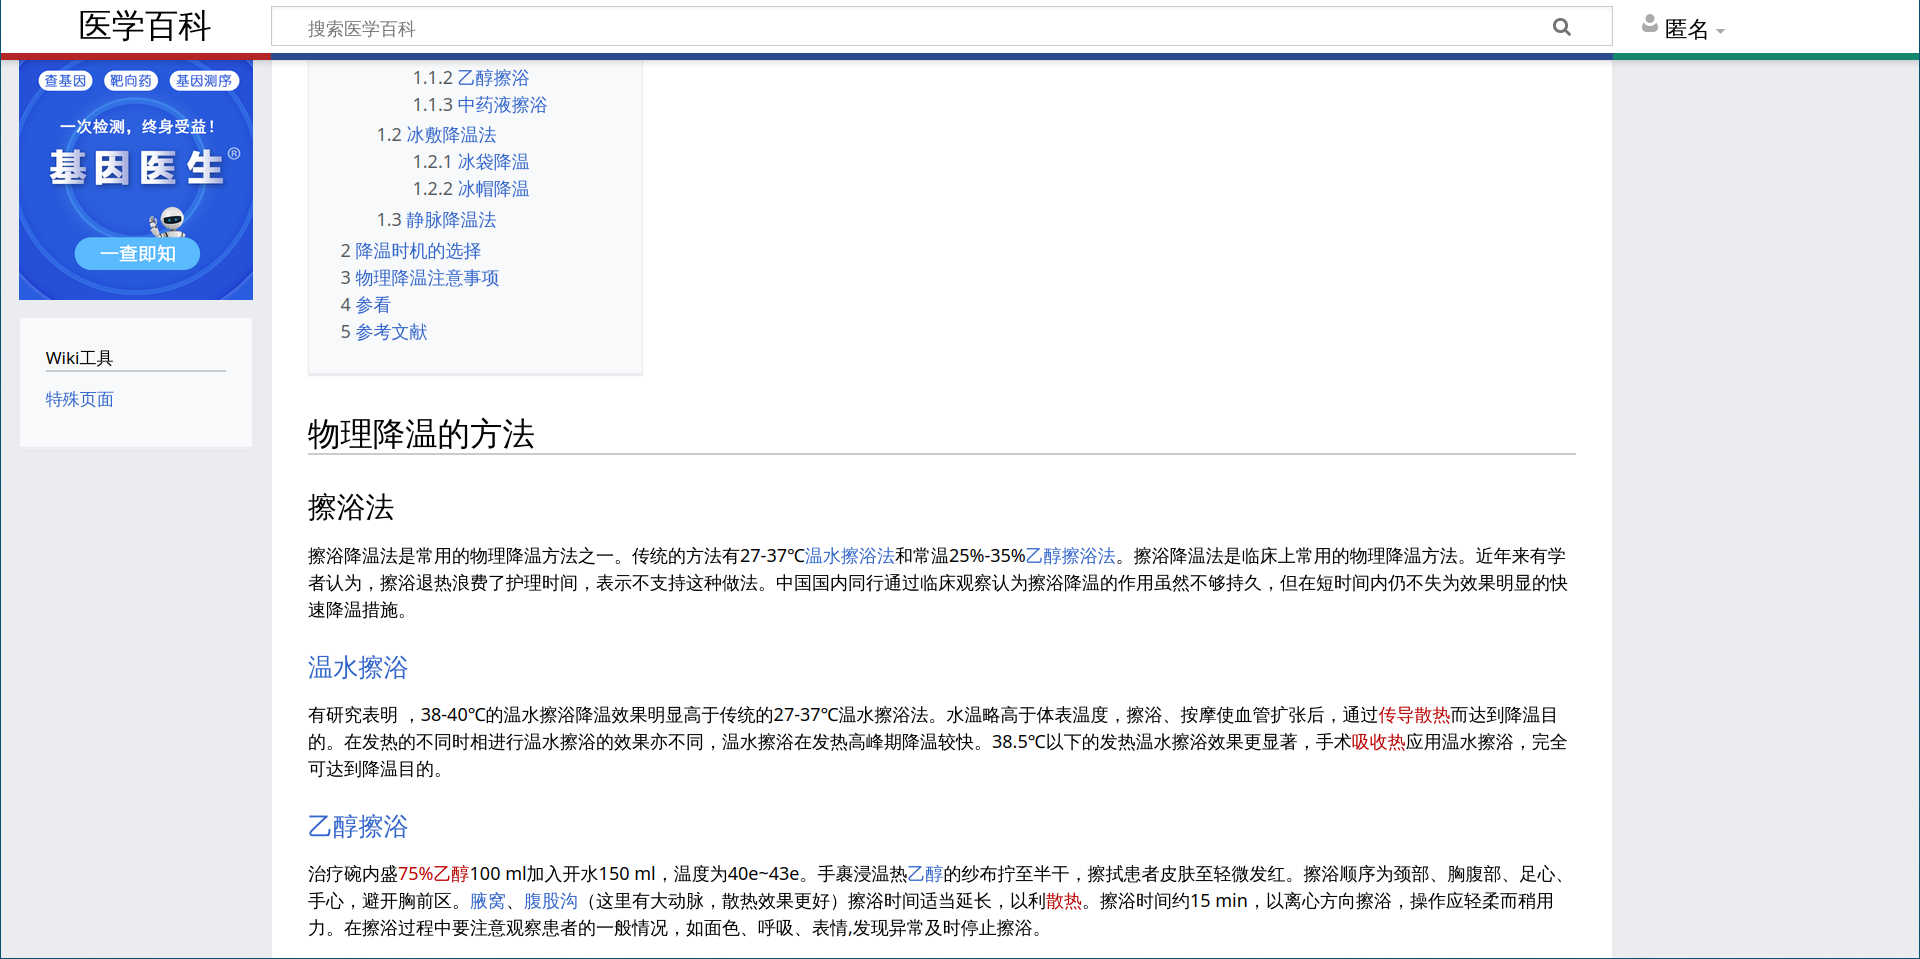 医学百科
搜索医学百科
匿名
查基因 靶向药 基因测序
一次检测，终身受益！
基因医生®
一查即知
Wiki工具
特殊页面
1.1.2 乙醇擦浴
1.1.3 中药液擦浴
1.2 冰敷降温法
1.2.1 冰袋降温
1.2.2 冰帽降温
1.3 静脉降温法
2 降温时机的选择
3 物理降温注意事项
4 参看
5 参考文献
物理降温的方法
擦浴法
擦浴降温法是常用的物理降温方法之一。传统的方法有27-37℃温水擦浴法和常温25%-35%乙醇擦浴法。擦浴降温法是临床上常用的物理降温方法。近年来有学
者认为，擦浴退热浪费了护理时间，表示不支持这种做法。中国国内同行通过临床观察认为擦浴降温的作用虽然不够持久，但在短时间内仍不失为效果明显的快
速降温措施。
温水擦浴
有研究表明 ，38-40℃的温水擦浴降温效果明显高于传统的27-37℃温水擦浴法。水温略高于体表温度，擦浴、按摩使血管扩张后，通过传导散热而达到降温目
的。在发热的不同时相进行温水擦浴的效果亦不同，温水擦浴在发热高峰期降温较快。38.5℃以下的发热温水擦浴效果更显著，手术吸收热应用温水擦浴，完全
可达到降温目的。
乙醇擦浴
治疗碗内盛75%乙醇100 ml加入开水150 ml，温度为40e~43e。手裹浸温热乙醇的纱布拧至半干，擦拭患者皮肤至轻微发红。擦浴顺序为颈部、胸腹部、足心、
手心，避开胸前区。腋窝、腹股沟（这里有大动脉，散热效果更好）擦浴时间适当延长，以利散热。擦浴时间约15 min，以离心方向擦浴，操作应轻柔而稍用
力。在擦浴过程中要注意观察患者的一般情况，如面色、呼吸、表情,发现异常及时停止擦浴。